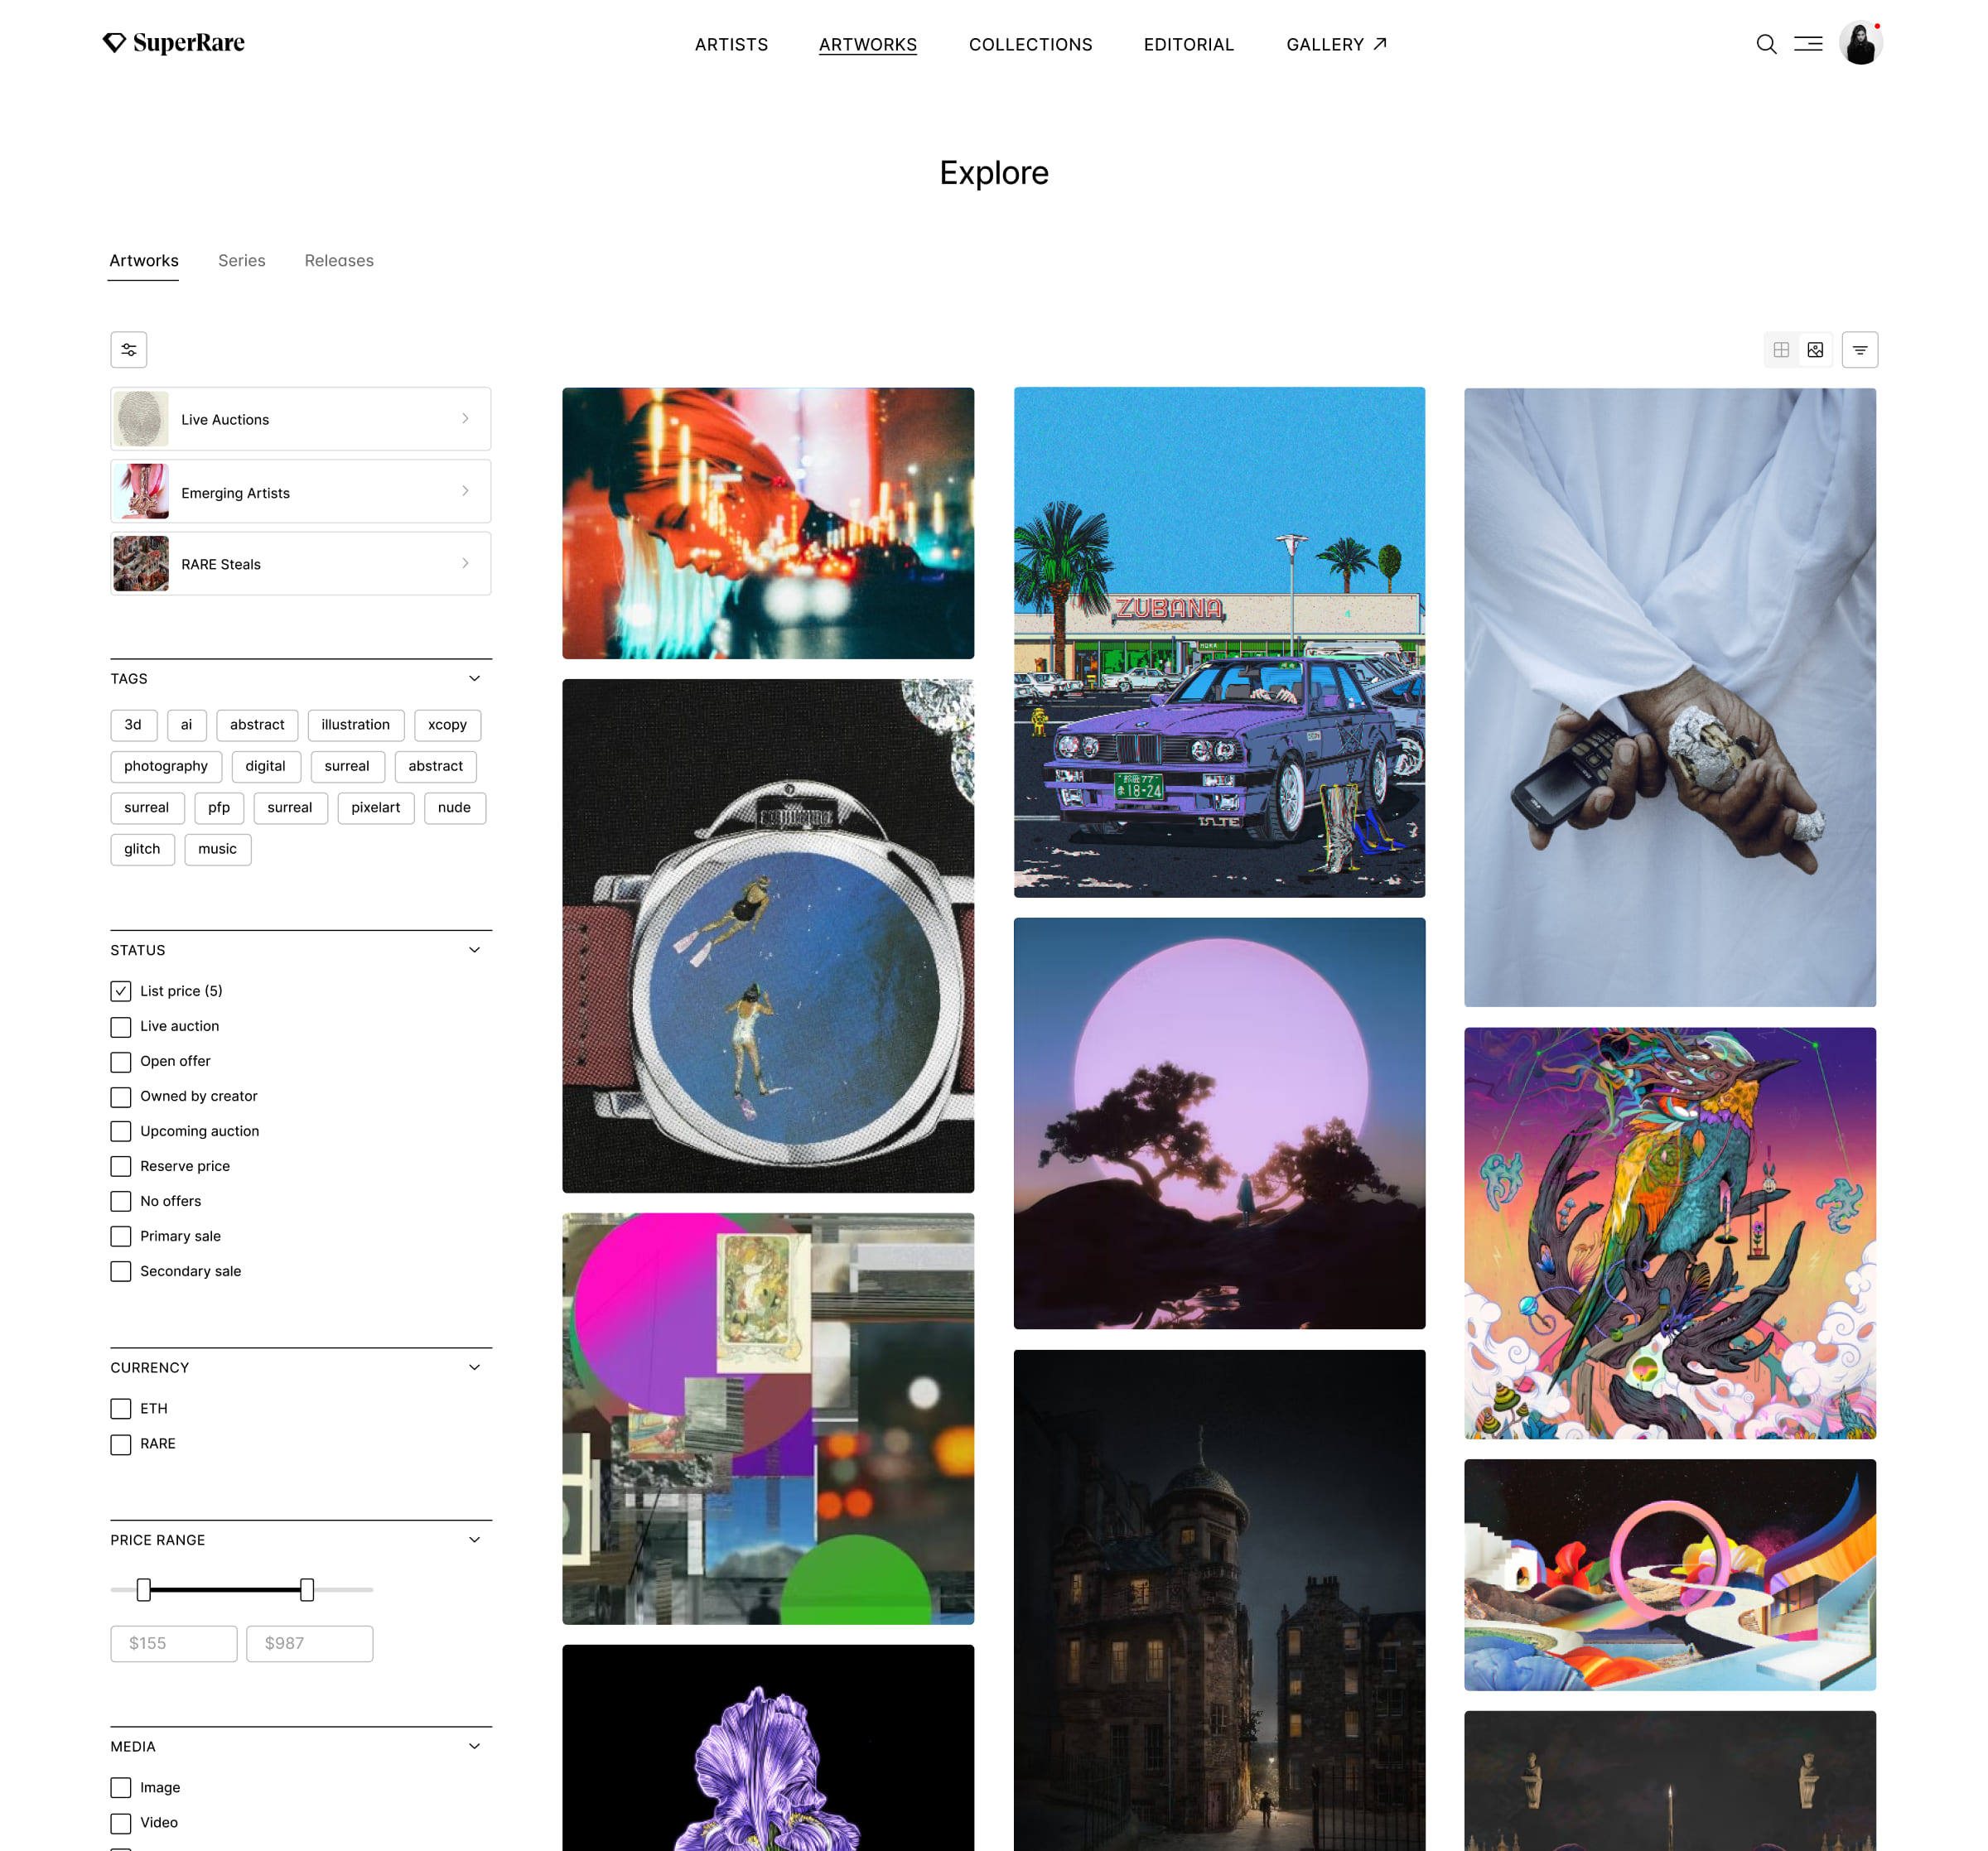 SuperRare
ARTISTS
ARTWORKS
COLLECTIONS
EDITORIAL
GALLERY
Explore
Artworks
Series
Releases
Live Auctions
Emerging Artists
RARE Steals
TAGS
3d
ai
abstract
illustration
xcopy
photography
digital
surreal
abstract
surreal
pfp
surreal
pixelart
nude
glitch
music
STATUS
List price (5)
Live auction
Open offer
Owned by creator
Upcoming auction
Reserve price
No offers
Primary sale
Secondary sale
CURRENCY
ETH
RARE
PRICE RANGE
$155
$987
MEDIA
Image
Video
ZUBANA
18-24